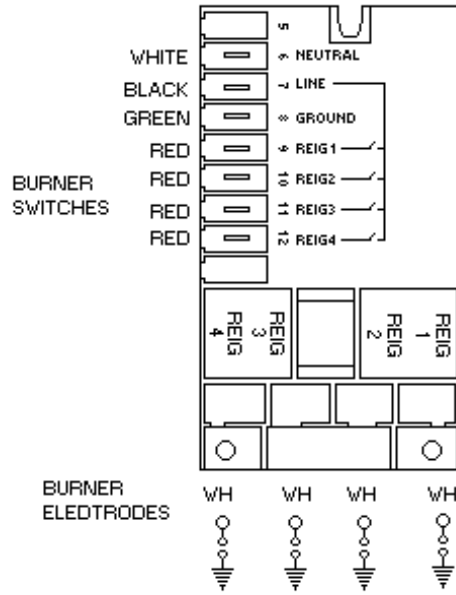 5
WHITE 6 NEUTRAL
BLACK 7 LINE
GREEN 8 GROUND
RED 9 REIG1
RED 10 REIG2
RED 11 REIG3
RED 12 REIG4
BURNER
SWITCHES
REIG
4
REIG
3
REIG
2
REIG
1
BURNER
ELEDTRODES
WH WH WH WH